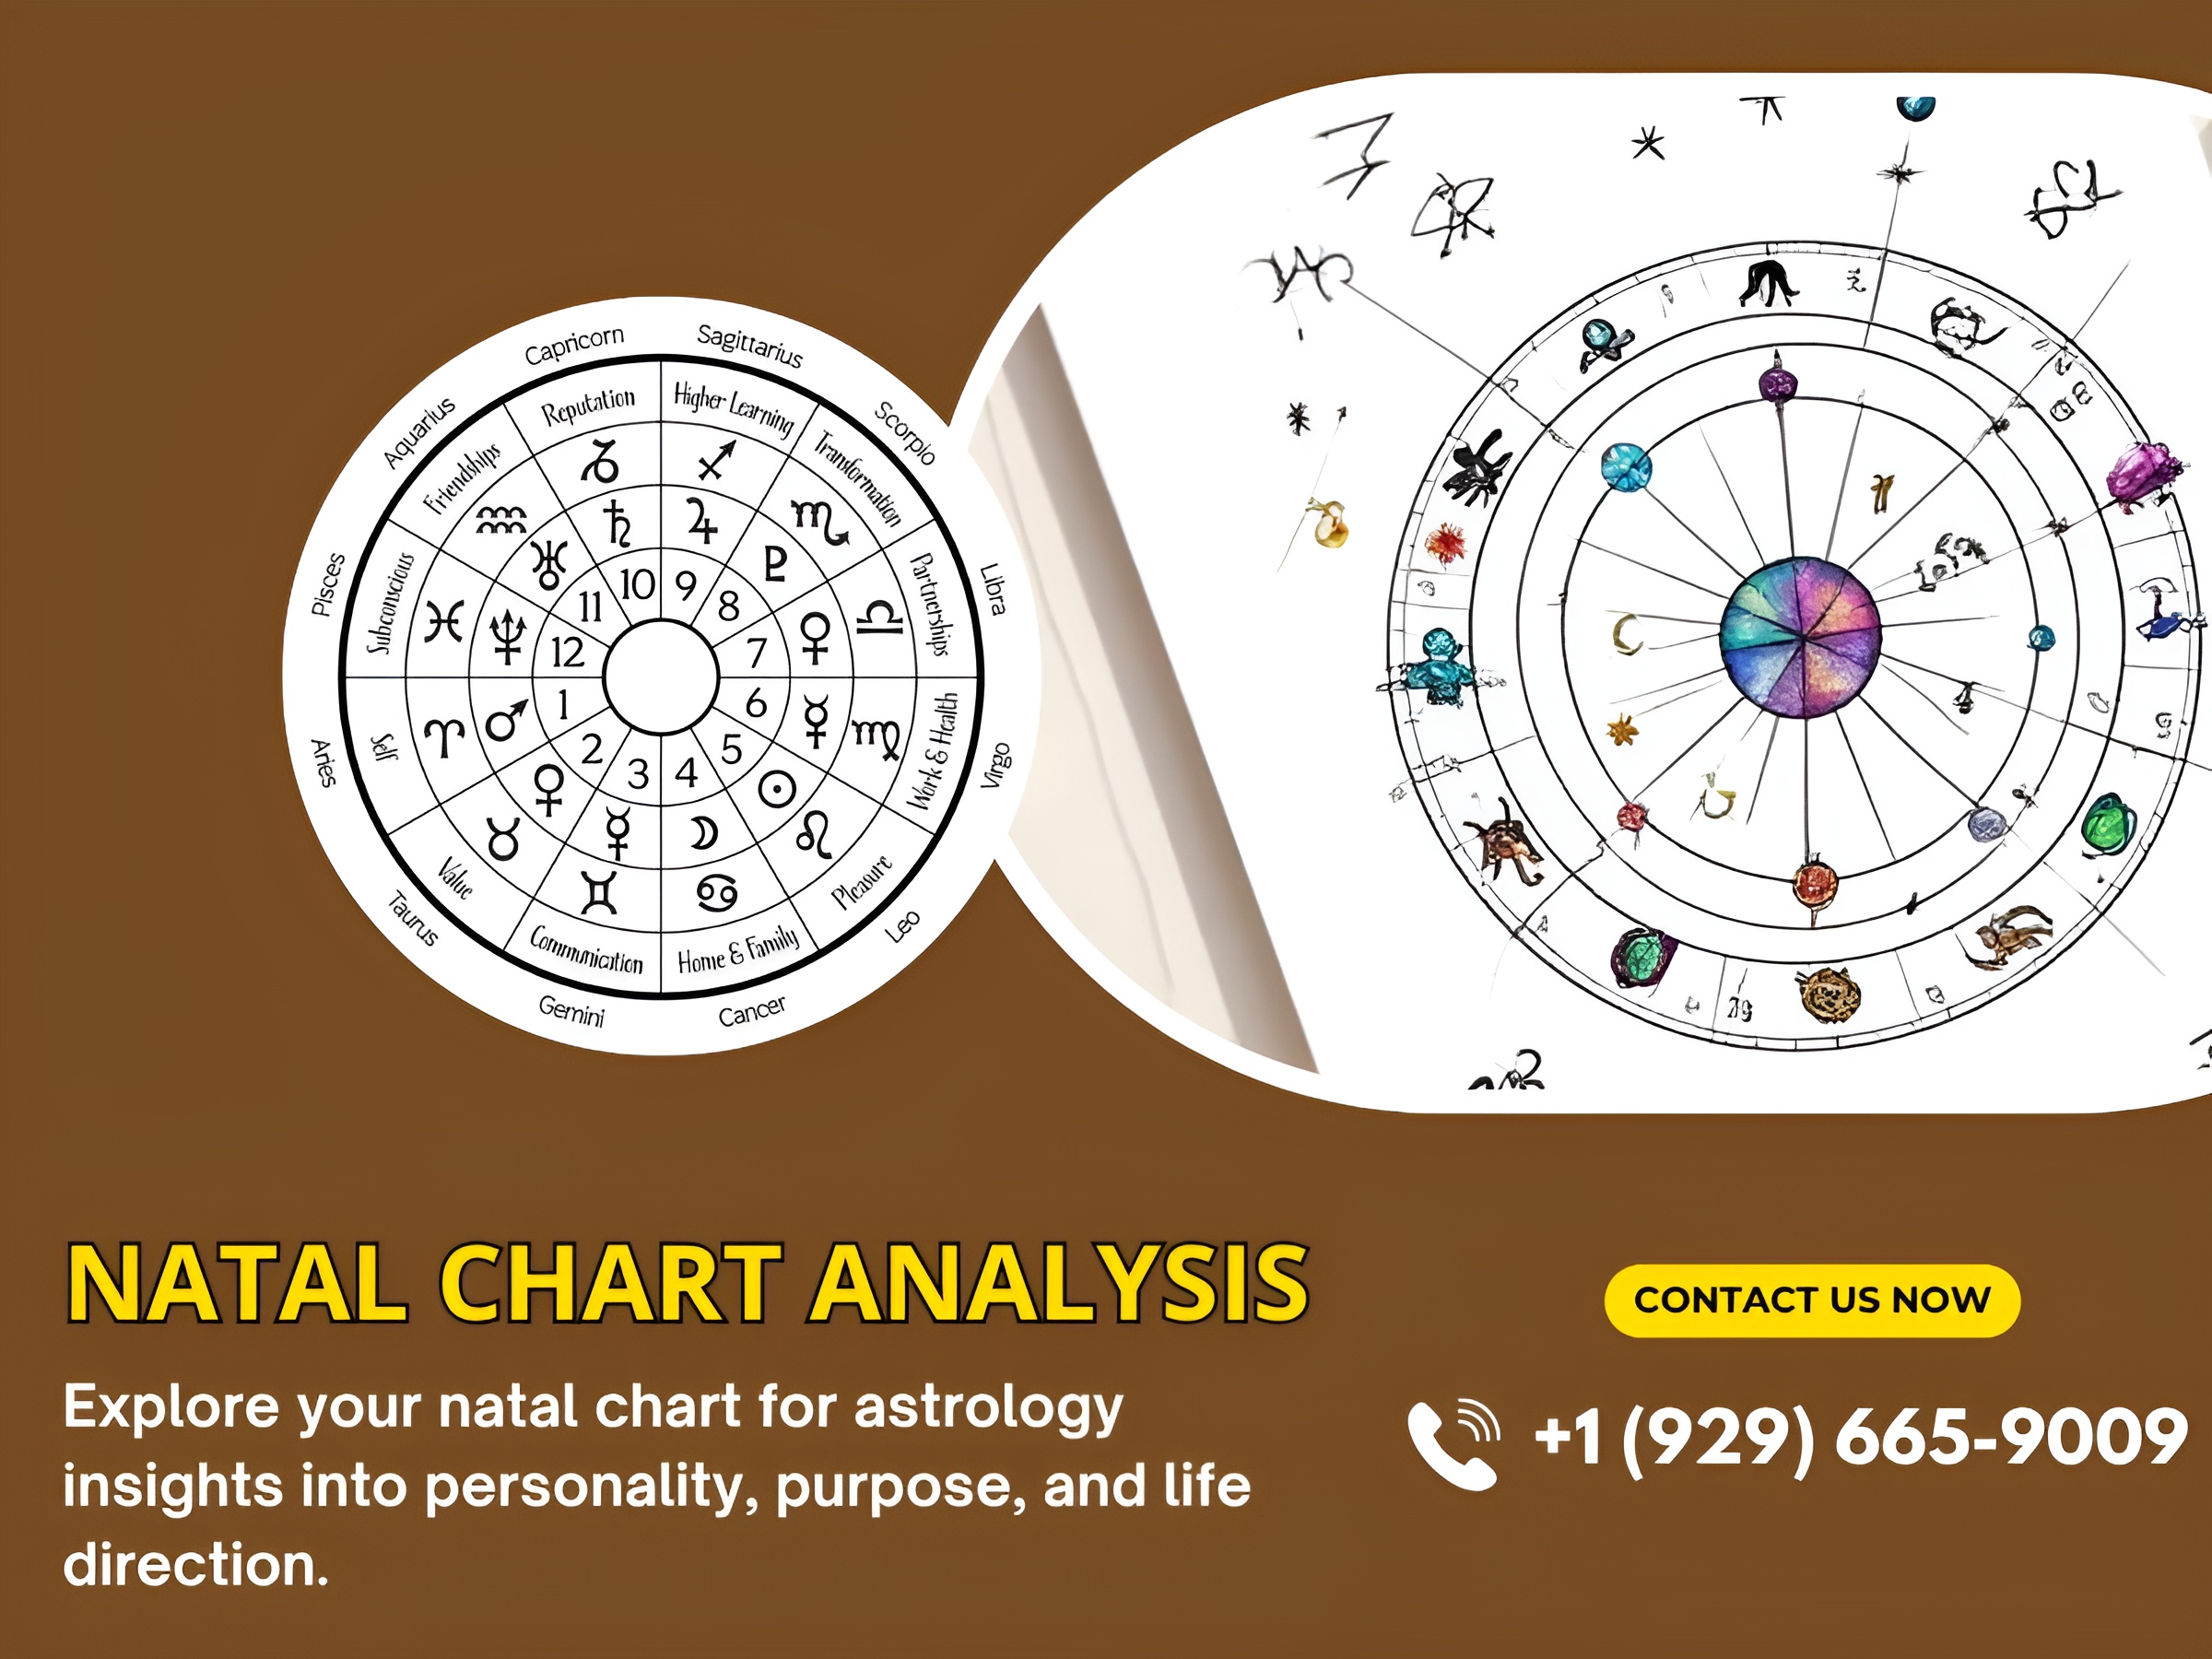 Capricorn
Sagittarius
Aquarius
Scorpio
Pisces
Libra
Aries
Virgo
Taurus
Leo
Gemini
Cancer
Reputation
Higher Learning
Friendships
Transformation
Subconscious
Partnerships
Self
Work & Health
Value
Pleasure
Communication
Home & Family
10
9
11
8
12
7
1
6
2
5
3
4
NATAL CHART ANALYSIS
Explore your natal chart for astrology
insights into personality, purpose, and life
direction.
CONTACT US NOW
+1 (929) 665-9009